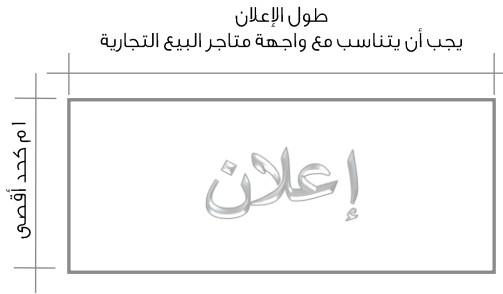 طول الإعلان
يجب أن يتناسب مع واجهة متاجر البيع التجارية
١ م كحد أقصى
إعلان